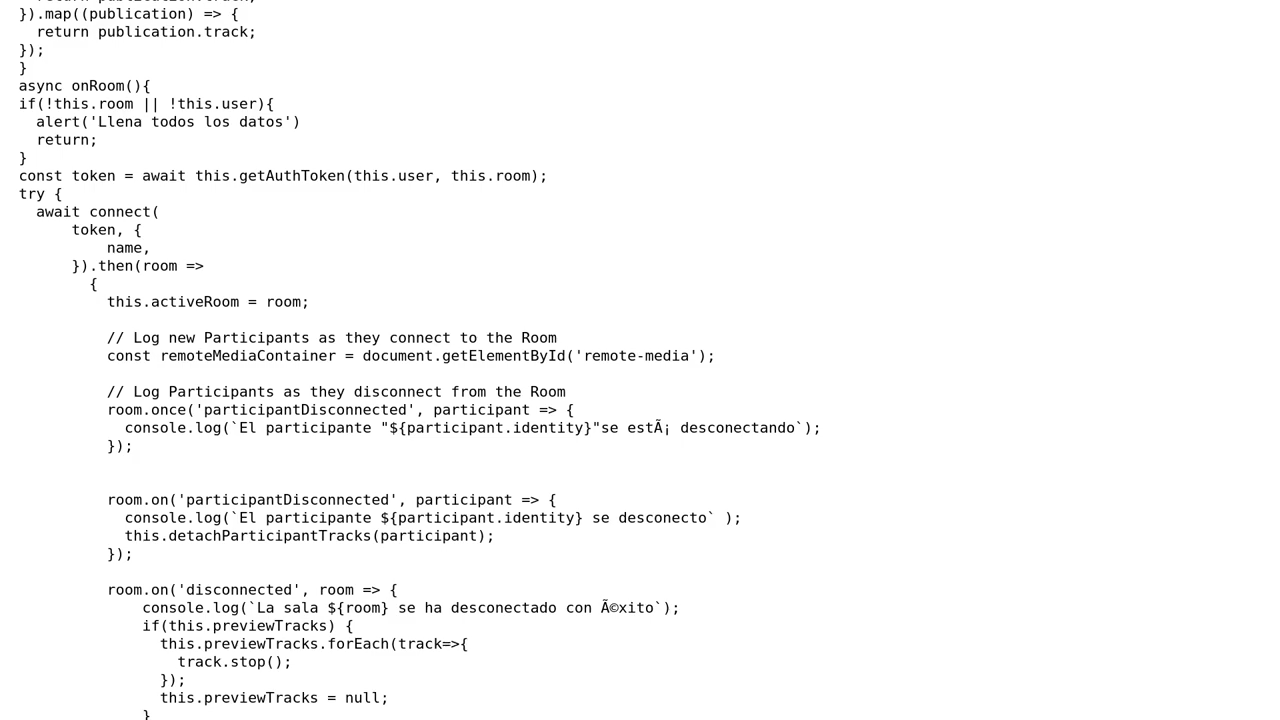 }).map((publication) => {
return publication.track;
});
}
async onRoom(){
if(!this.room || !this.user){
alert('Llena todos los datos')
return;
}
const token = await this.getAuthToken(this.user, this.room);
try {
await connect(
token, {
name,
}).then(room =>
{
this.activeRoom = room;
// Log new Participants as they connect to the Room
const remoteMediaContainer = document.getElementById('remote-media');
// Log Participants as they disconnect from the Room
room.once('participantDisconnected', participant => {
console.log(`El participante "${participant.identity}"se estÃ¡ desconectando`);
});
room.on('participantDisconnected', participant => {
console.log(`El participante ${participant.identity} se desconecto` );
this.detachParticipantTracks(participant);
});
room.on('disconnected', room => {
console.log(`La sala ${room} se ha desconectado con Ã©xito`);
if(this.previewTracks) {
this.previewTracks.forEach(track=>{
track.stop();
});
this.previewTracks = null;
}